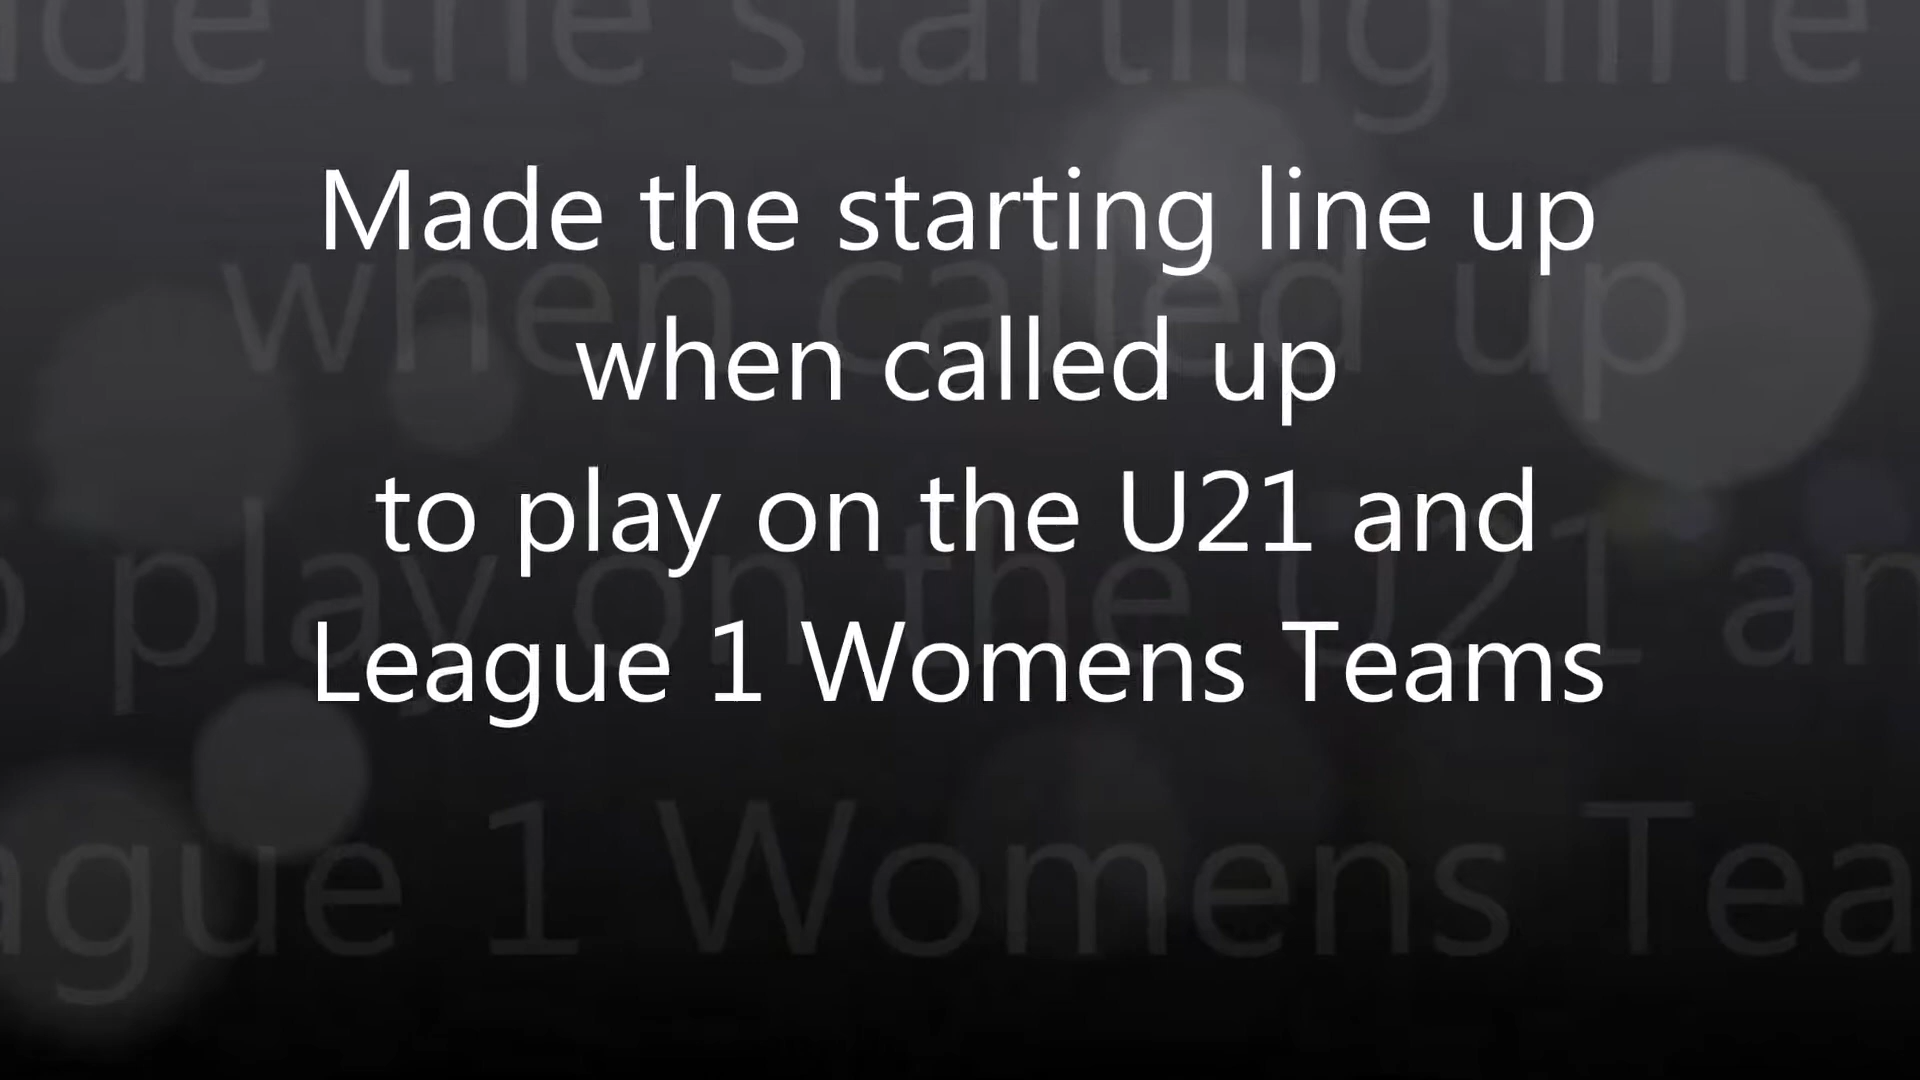 Made the starting line up
when called up
to play on the U21 and
League 1 Womens Teams